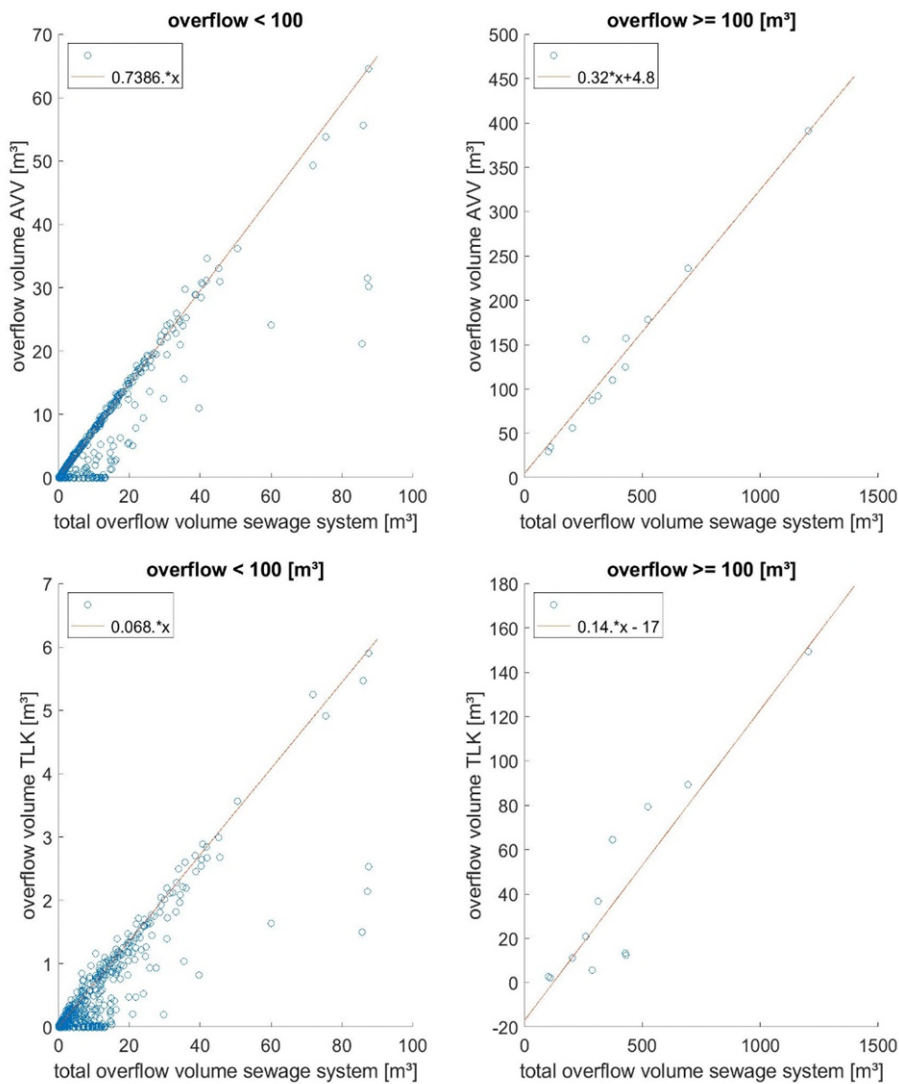 overflow < 100
70
60
50
40
30
20
10
0
0 20 40 60 80 100
overflow volume AVV [m³]
total overflow volume sewage system [m³]
0.7386.*x
overflow >= 100 [m³]
500
450
400
350
300
250
200
150
100
50
0
0 500 1000 1500
overflow volume AVV [m³]
total overflow volume sewage system [m³]
0.32*x+4.8
overflow < 100 [m³]
7
6
5
4
3
2
1
0
0 20 40 60 80 100
overflow volume TLK [m³]
total overflow volume sewage system [m³]
0.068.*x
overflow >= 100 [m³]
180
160
140
120
100
80
60
40
20
0
-20
0 500 1000 1500
overflow volume TLK [m³]
total overflow volume sewage system [m³]
0.14.*x - 17